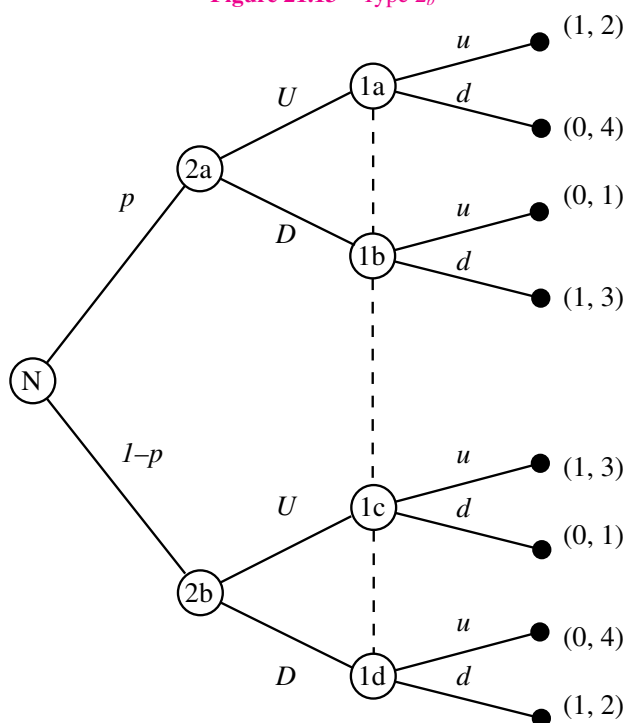 Figure 21.15 Type 2b
(1, 2)
u
1a
U
d
(0, 4)
2a
p
(0, 1)
u
D
1b
d
(1, 3)
N
1–p
u
(1, 3)
U
1c
d
(0, 1)
2b
u
(0, 4)
D
1d
d
(1, 2)